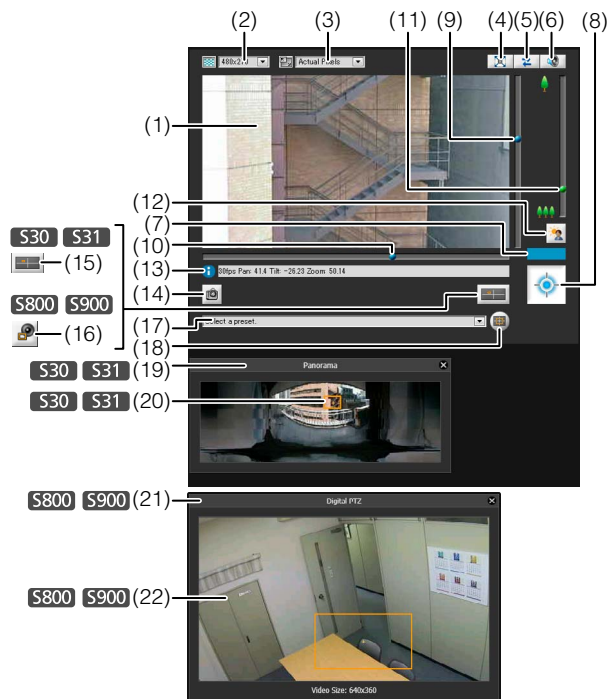 (2)
(3)
(11)
(9)
(4)
(5)
(6)
(8)
480x270
Actual Pixels
(1)
(12)
(7)
(10)
S30 S31
(15)
(13)
30fps Pan: 41.4 Tilt: -26.23 Zoom: 50.14
(14)
S800 S900
(16)
(17)
Select a preset.
(18)
S30 S31 (19)
Panorama
S30 S31 (20)
S800 S900 (21)
Digital PTZ
S800 S900 (22)
Video Size: 640x360